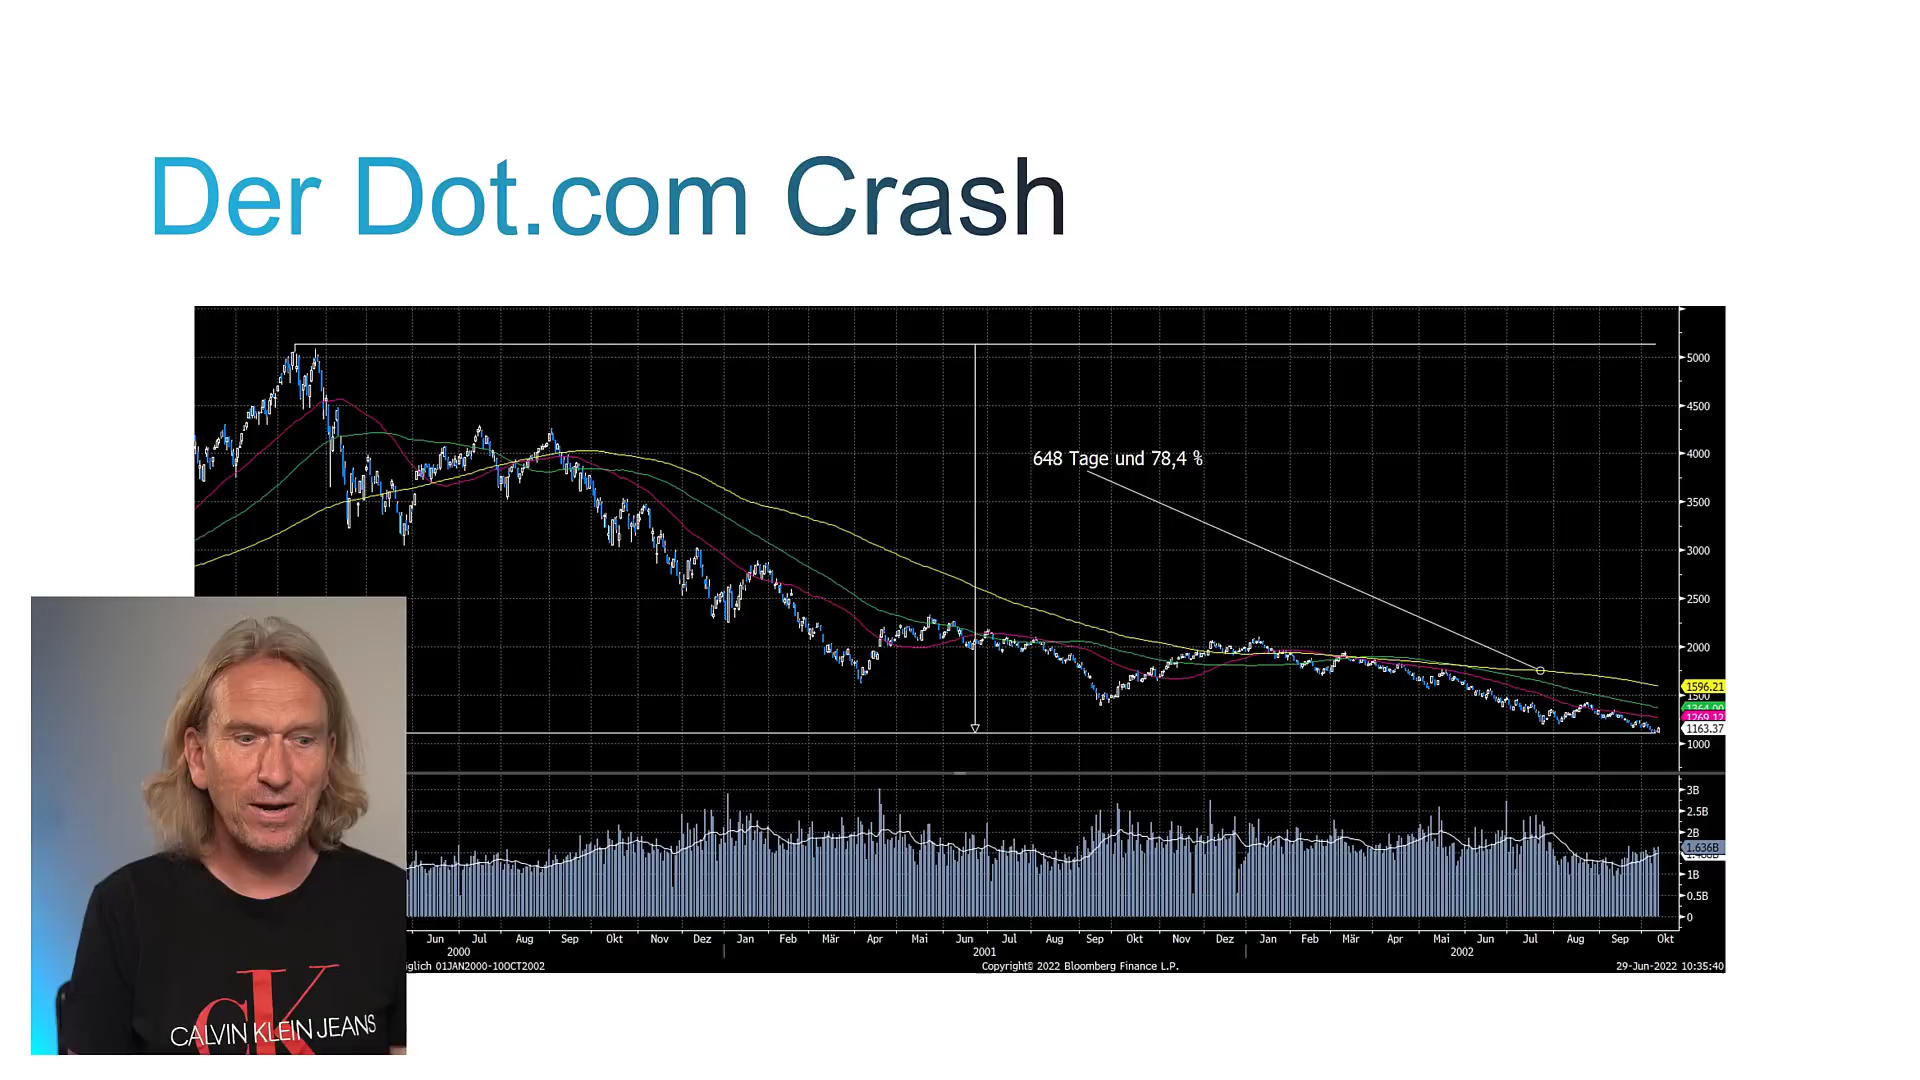 Der Dot.com Crash
648 Tage und 78,4 %
5000
4500
4000
3500
3000
2500
2000
1596.21
1500
1269.12
1163.37
1000
3B
2.5B
2B
1.636B
1B
0.5B
0
Jun Jul Aug Sep Okt Nov Dez Jan Feb Mär Apr Mai Jun Jul Aug Sep Okt Nov Dez Jan Feb Mär Apr Mai Jun Jul Aug Sep Okt
2000 2001 2002
01JAN2000-10OCT2002 Copyright© 2022 Bloomberg Finance L.P. 29-Jun-2022 10:35:40
CK
CALVIN KLEIN JEANS